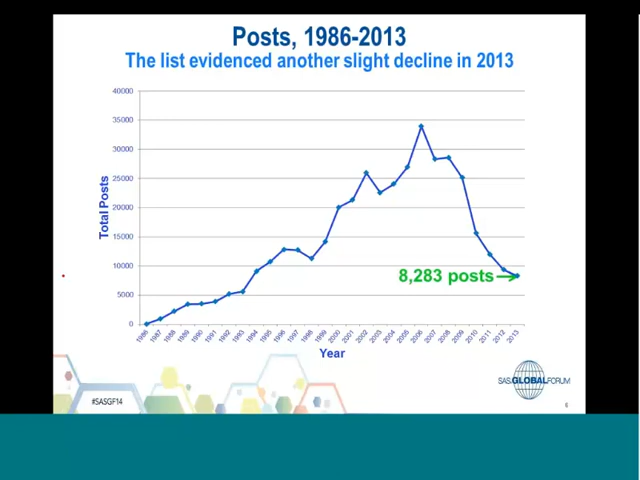 Posts, 1986-2013
The list evidenced another slight decline in 2013
40000
35000
30000
25000
20000
15000
10000
5000
0
Total Posts
8,283 posts
1986 1987 1988 1989 1990 1991 1992 1993 1994 1995 1996 1997 1998 1999 2000 2001 2002 2003 2004 2005 2006 2007 2008 2009 2010 2011 2012 2013
Year
SAS GLOBAL FORUM
#SASGF14
6